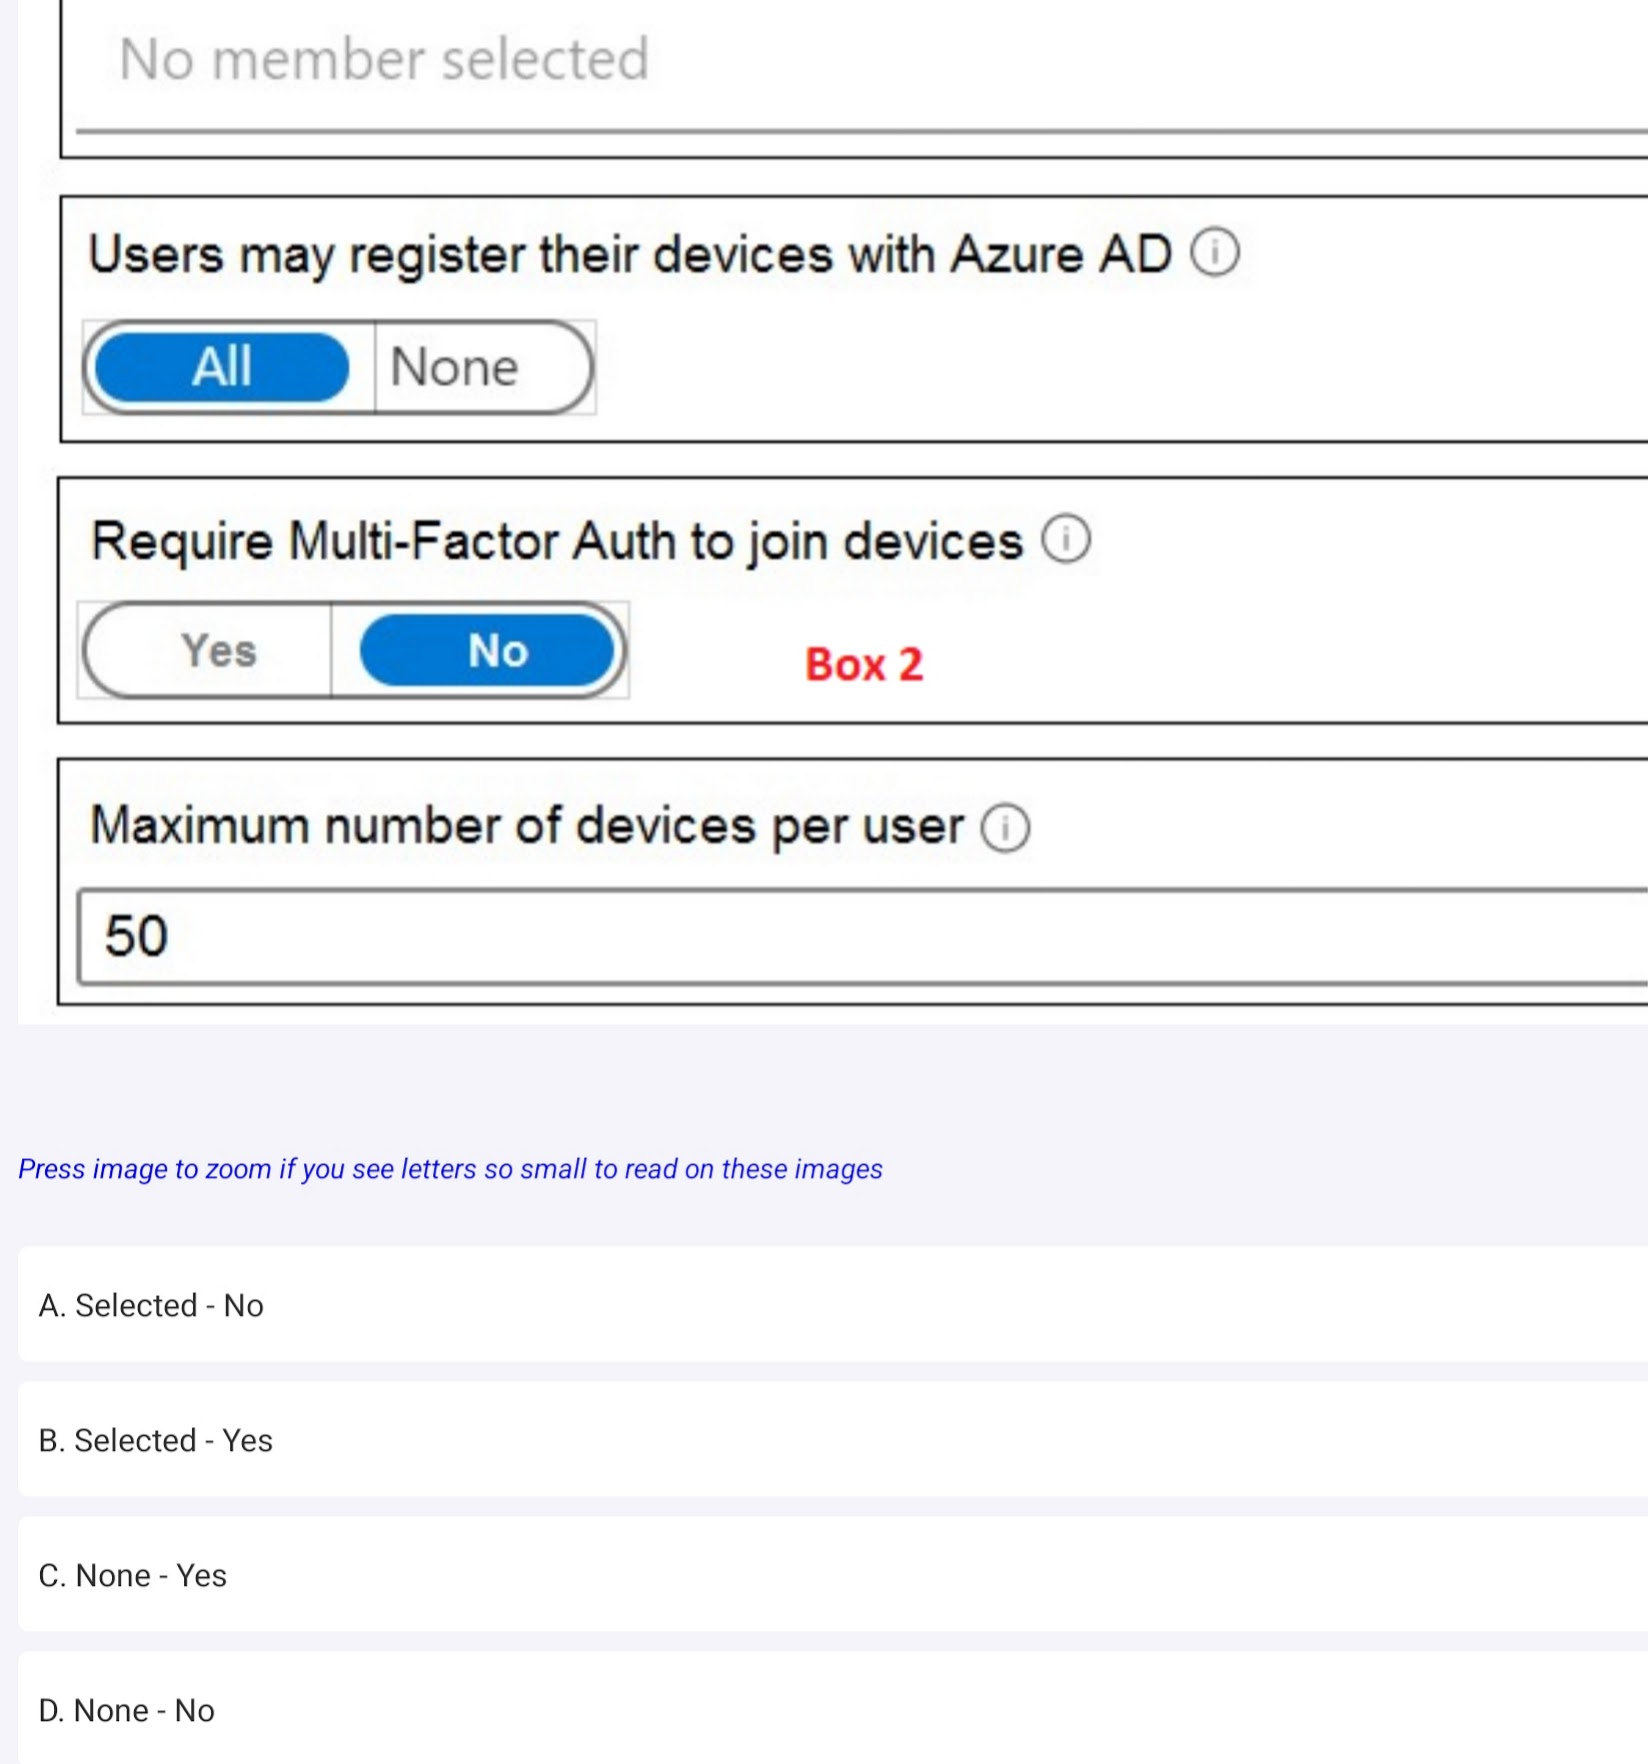 No member selected
Users may register their devices with Azure AD
All None
Require Multi-Factor Auth to join devices
Yes No
Box 2
Maximum number of devices per user
50
Press image to zoom if you see letters so small to read on these images
A. Selected - No
B. Selected - Yes
C. None - Yes
D. None - No